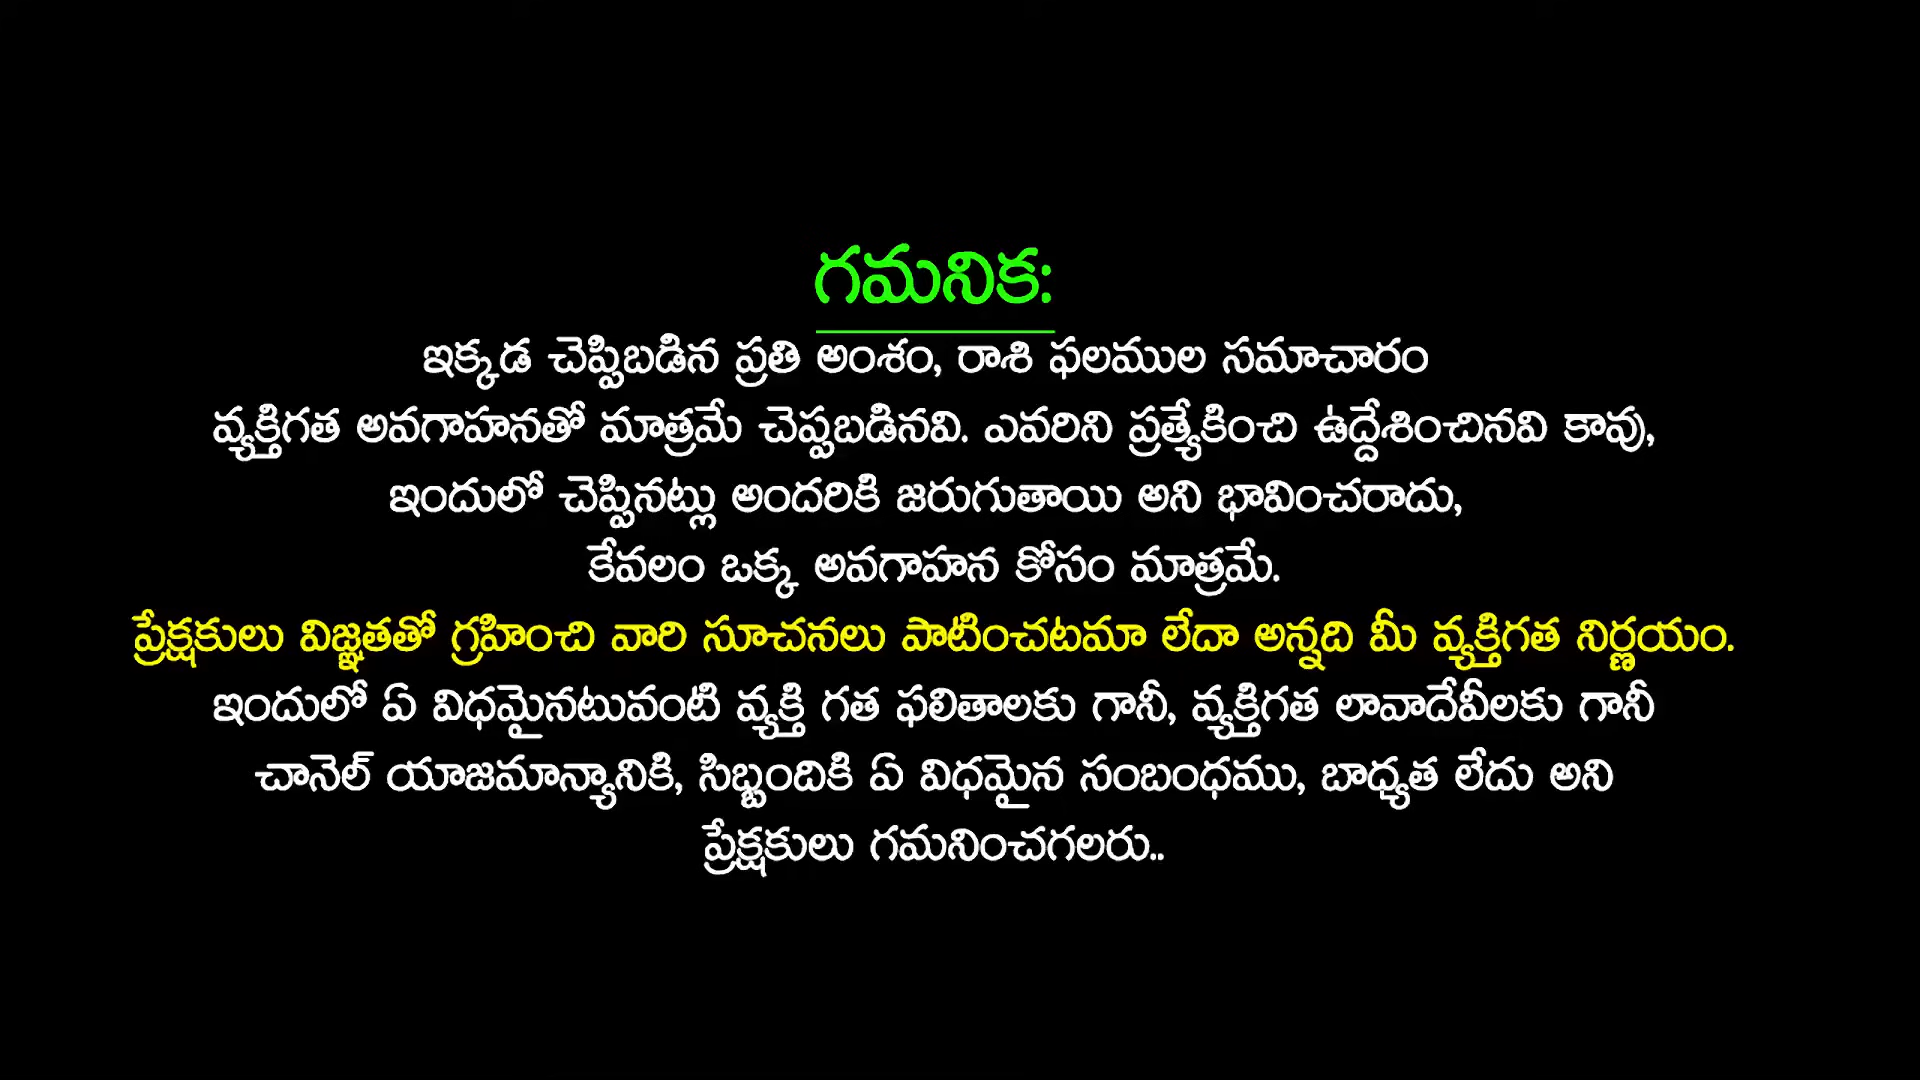 గమనిక:
ఇక్కడ చెప్పిబడిన ప్రతి అంశం, రాశి ఫలముల సమాచారం
వ్యక్తిగత అవగాహనతో మాత్రమే చెప్పబడినవి. ఎవరిని ప్రత్యేకించి ఉద్దేశించినవి కావు,
ఇందులో చెప్పినట్లు అందరికి జరుగుతాయి అని భావించరాదు,
కేవలం ఒక్క అవగాహన కోసం మాత్రమే.
ప్రేక్షకులు విజ్ఞతతో గ్రహించి వారి సూచనలు పాటించటమా లేదా అన్నది మీ వ్యక్తిగత నిర్ణయం.
ఇందులో ఏ విధమైనటువంటి వ్యక్తి గత ఫలితాలకు గానీ, వ్యక్తిగత లావాదేవీలకు గానీ
చానెల్ యాజమాన్యానికి, సిబ్బందికి ఏ విధమైన సంబంధము, బాధ్యత లేదు అని
ప్రేక్షకులు గమనించగలరు..